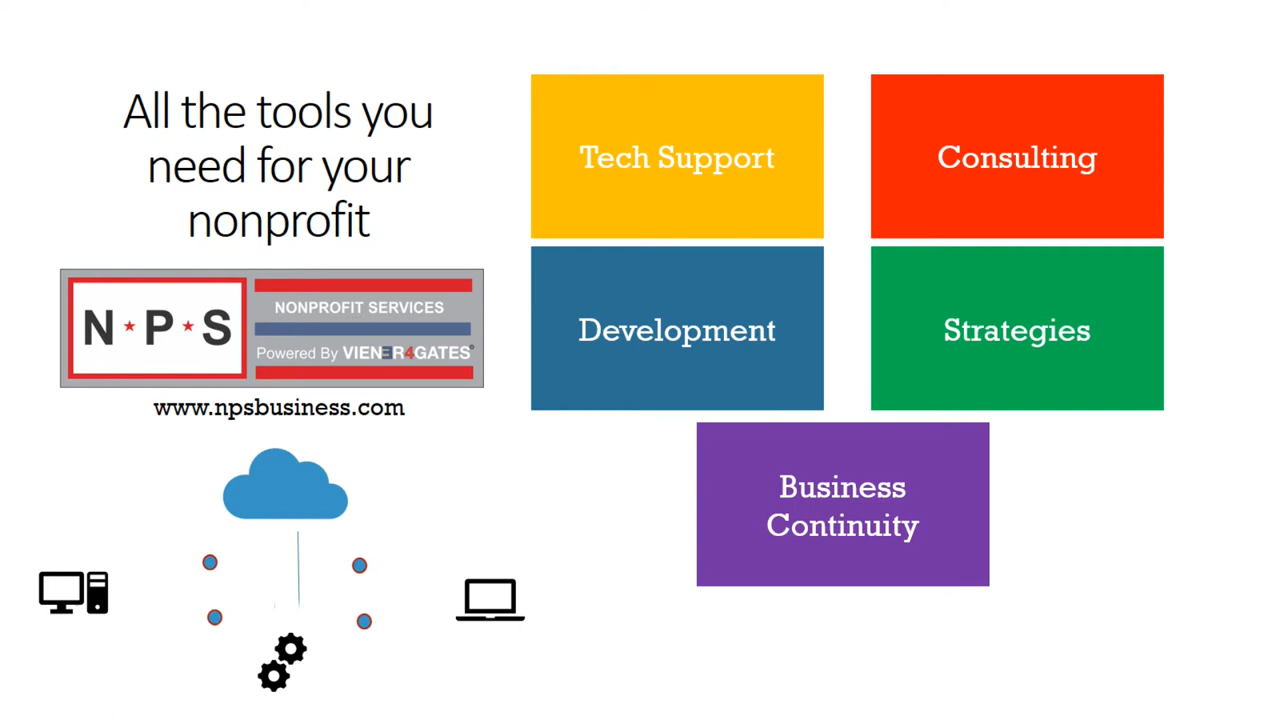 All the tools you
need for your
nonprofit
N★P★S
NONPROFIT SERVICES
Powered By VIENER4GATES
www.npsbusiness.com
Tech Support
Consulting
Development
Strategies
Business
Continuity